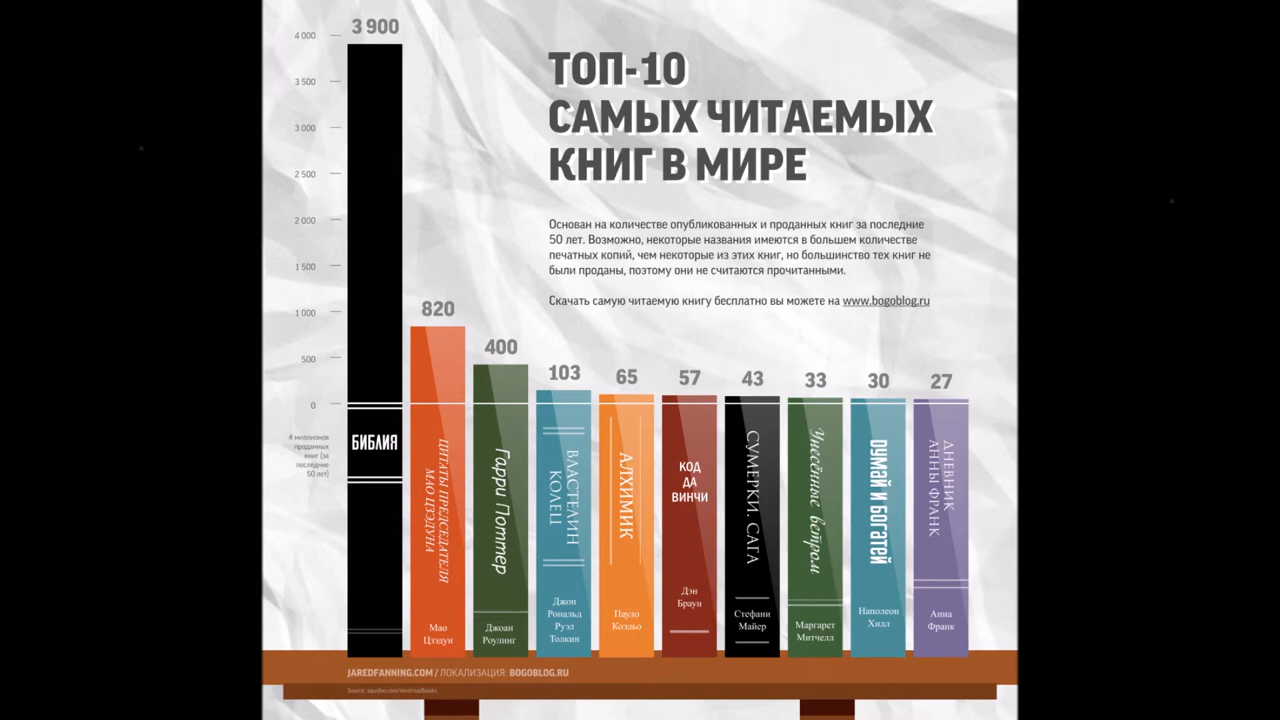 3 900
4 000
3 500
3 000
2 500
2 000
1 500
1 000
500
0
# миллионов
проданных
книг (за
последние
50 лет)
ТОП-10
САМЫХ ЧИТАЕМЫХ
КНИГ В МИРЕ
Основан на количестве опубликованных и проданных книг за последние
50 лет. Возможно, некоторые названия имеются в большем количестве
печатных копий, чем некоторые из этих книг, но большинство тех книг не
были проданы, поэтому они не считаются прочитанными.
Скачать самую читаемую книгу бесплатно вы можете на www.bogoblog.ru
820
400
103
65
57
43
33
30
27
БИБЛИЯ
ЦИТАТЫ ПРЕДСЕДАТЕЛЯ
МАО ЦЗЭДУНА
Мао
Цзэдун
Гарри Поттер
Джоан
Роулинг
ВЛАСТЕЛИН
КОЛЕЦ
Джон
Рональд
Руэл
Толкин
АЛХИМИК
Пауло
Коэльо
КОД
ДА
ВИНЧИ
Дэн
Браун
СУМЕРКИ. САГА
Стефани
Майер
Унесённые ветром
Маргарет
Митчелл
ДУМАЙ И БОГАТЕЙ
Наполеон
Хилл
ДНЕВНИК
АННЫ ФРАНК
Анна
Франк
JAREDFANNING.COM / ЛОКАЛИЗАЦИЯ: BOGOBLOG.RU